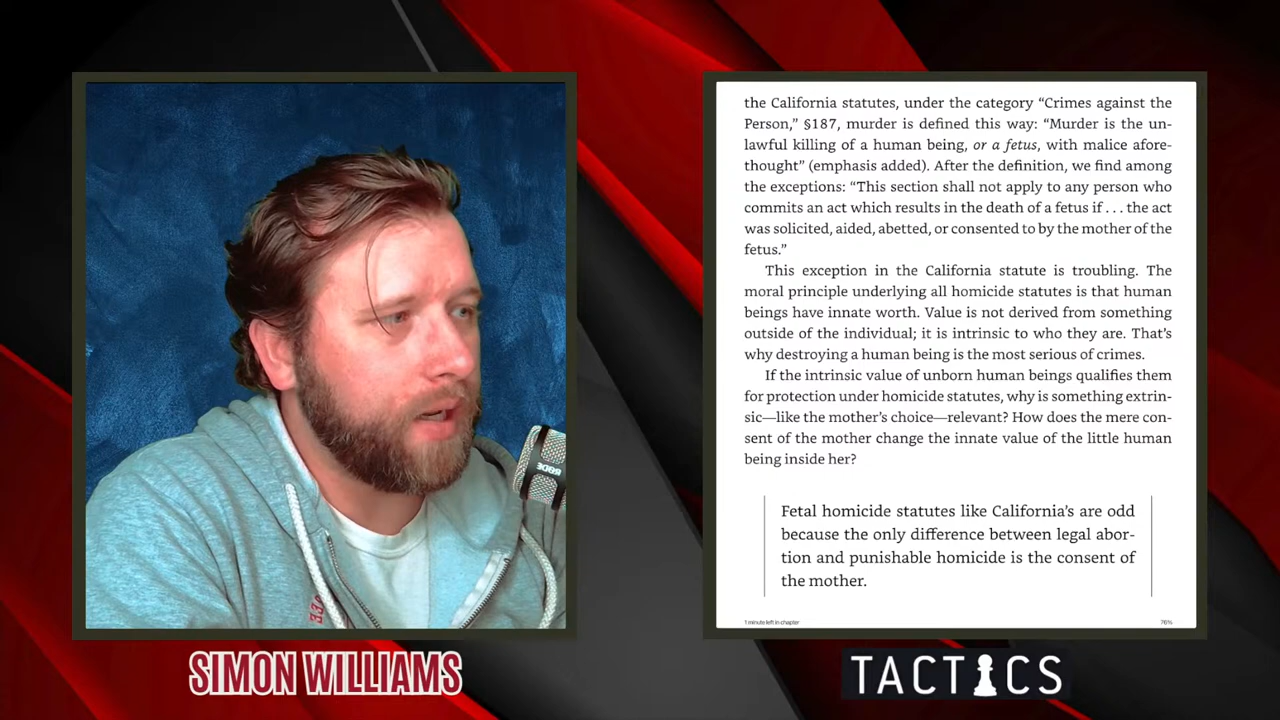 the California statutes, under the category “Crimes against the
Person,” §187, murder is defined this way: “Murder is the un-
lawful killing of a human being, or a fetus, with malice afore-
thought” (emphasis added). After the definition, we find among
the exceptions: “This section shall not apply to any person who
commits an act which results in the death of a fetus if . . . the act
was solicited, aided, abetted, or consented to by the mother of the
fetus.”
This exception in the California statute is troubling. The
moral principle underlying all homicide statutes is that human
beings have innate worth. Value is not derived from something
outside of the individual; it is intrinsic to who they are. That’s
why destroying a human being is the most serious of crimes.
If the intrinsic value of unborn human beings qualifies them
for protection under homicide statutes, why is something extrin-
sic—like the mother’s choice—relevant? How does the mere con-
sent of the mother change the innate value of the little human
being inside her?
Fetal homicide statutes like California’s are odd
because the only difference between legal abor-
tion and punishable homicide is the consent of
the mother.
1 minute left in chapter
76%
RODE
SIMON WILLIAMS
TACTICS